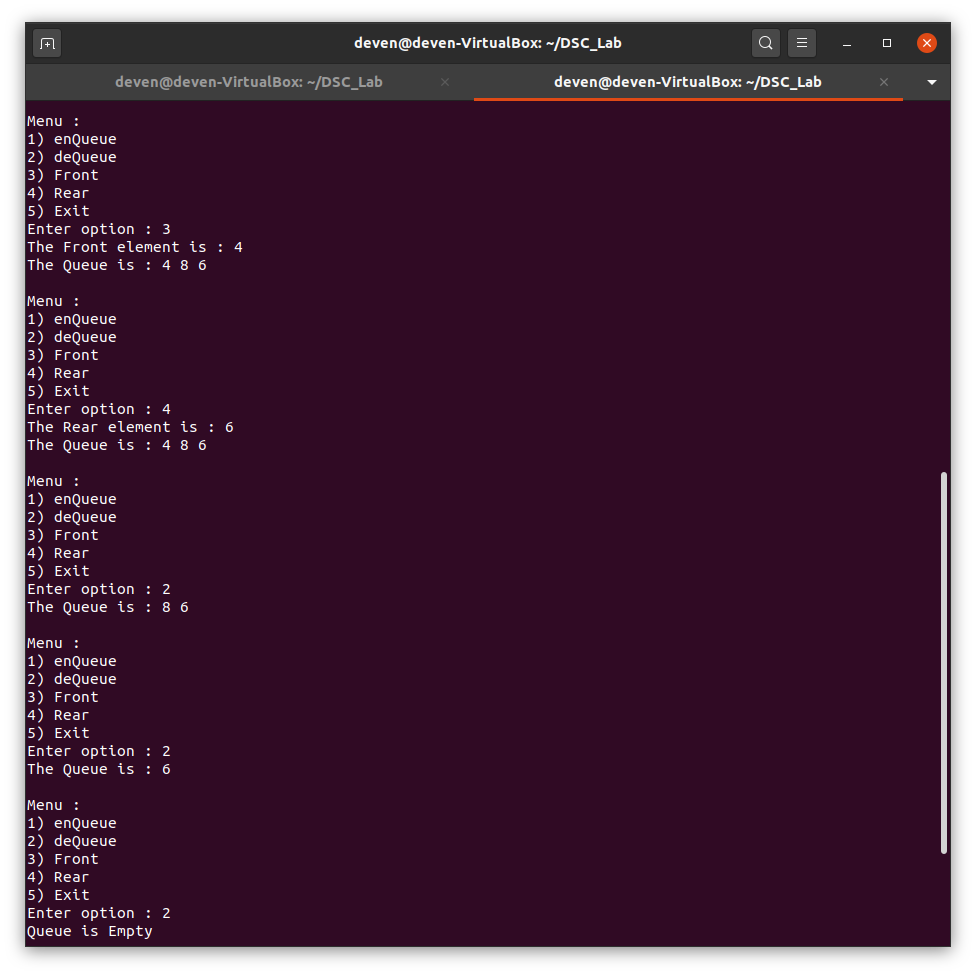 deven@deven-VirtualBox: ~/DSC_Lab
deven@deven-VirtualBox: ~/DSC_Lab
deven@deven-VirtualBox: ~/DSC_Lab
Menu :
1) enQueue
2) deQueue
3) Front
4) Rear
5) Exit
Enter option : 3
The Front element is : 4
The Queue is : 4 8 6
Menu :
1) enQueue
2) deQueue
3) Front
4) Rear
5) Exit
Enter option : 4
The Rear element is : 6
The Queue is : 4 8 6
Menu :
1) enQueue
2) deQueue
3) Front
4) Rear
5) Exit
Enter option : 2
The Queue is : 8 6
Menu :
1) enQueue
2) deQueue
3) Front
4) Rear
5) Exit
Enter option : 2
The Queue is : 6
Menu :
1) enQueue
2) deQueue
3) Front
4) Rear
5) Exit
Enter option : 2
Queue is Empty